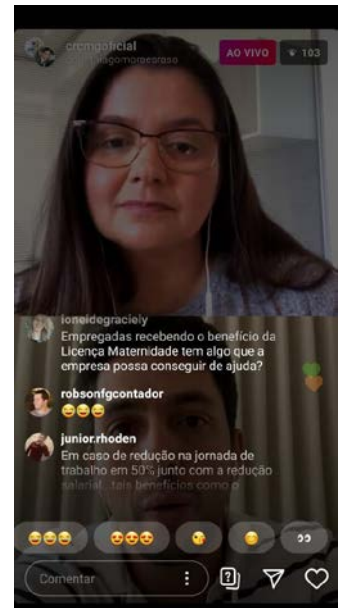 crcmgoficial
AO VIVO
103
ioneidegraciely
Empregadas recebendo o benefício da
Licença Maternidade tem algo que a
empresa possa conseguir de ajuda?
robsonfgcontador
junior.rhoden
Em caso de redução na jornada de
trabalho em 50% junto com a redução
salarial...tais benefícios como o
Comentar